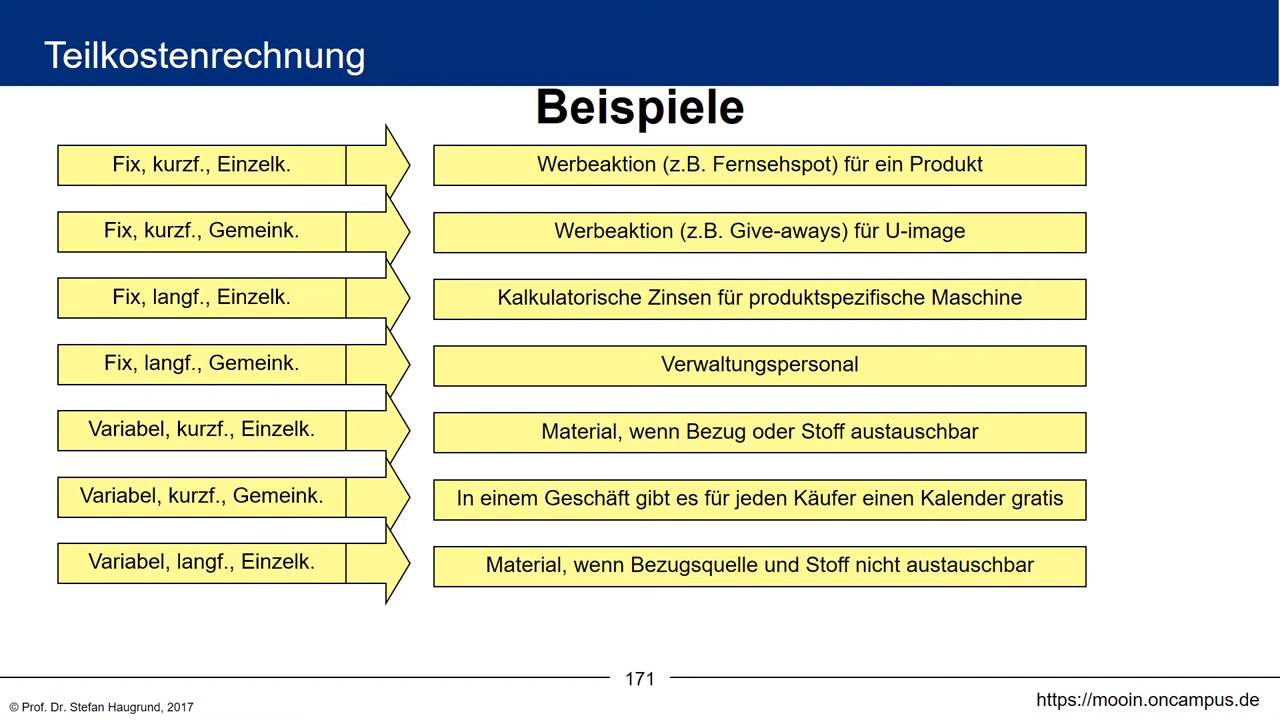 Teilkostenrechnung
Beispiele
Fix, kurzf., Einzelk.
Werbeaktion (z.B. Fernsehspot) für ein Produkt
Fix, kurzf., Gemeink.
Werbeaktion (z.B. Give-aways) für U-image
Fix, langf., Einzelk.
Kalkulatorische Zinsen für produktspezifische Maschine
Fix, langf., Gemeink.
Verwaltungspersonal
Variabel, kurzf., Einzelk.
Material, wenn Bezug oder Stoff austauschbar
Variabel, kurzf., Gemeink.
In einem Geschäft gibt es für jeden Käufer einen Kalender gratis
Variabel, langf., Einzelk.
Material, wenn Bezugsquelle und Stoff nicht austauschbar
171
© Prof. Dr. Stefan Haugrund, 2017
https://mooin.oncampus.de